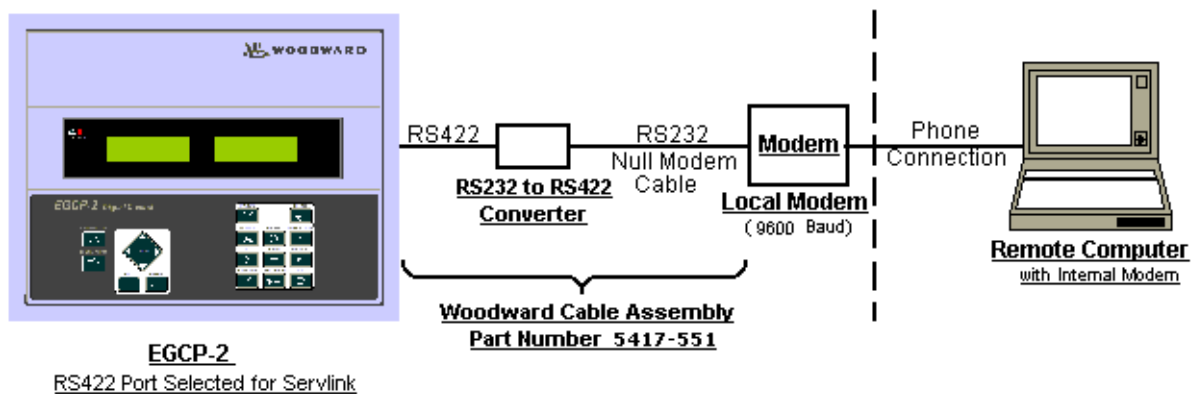 WOODWARD
EGCP-2
RS422
RS232
Null Modem
Cable
Modem
Phone
Connection
RS232 to RS422
Converter
Local Modem
(9600 Baud)
Remote Computer
with Internal Modem
Woodward Cable Assembly
Part Number 5417-551
EGCP-2
RS422 Port Selected for Servlink